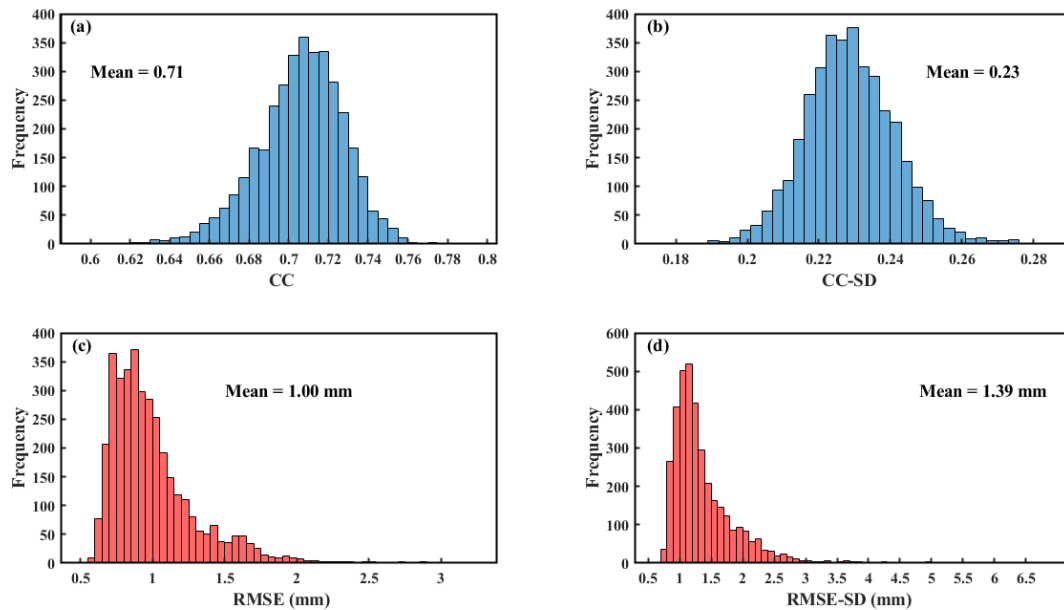 (a)
Mean = 0.71
Frequency
400
350
300
250
200
150
100
50
0
0.6 0.62 0.64 0.66 0.68 0.7 0.72 0.74 0.76 0.78 0.8
CC
(b)
Mean = 0.23
Frequency
400
350
300
250
200
150
100
50
0
0.18 0.2 0.22 0.24 0.26 0.28
CC-SD
(c)
Mean = 1.00 mm
Frequency
400
350
300
250
200
150
100
50
0
0.5 1 1.5 2 2.5 3
RMSE (mm)
(d)
Mean = 1.39 mm
Frequency
600
500
400
300
200
100
0
0.5 1 1.5 2 2.5 3 3.5 4 4.5 5 5.5 6 6.5
RMSE-SD (mm)